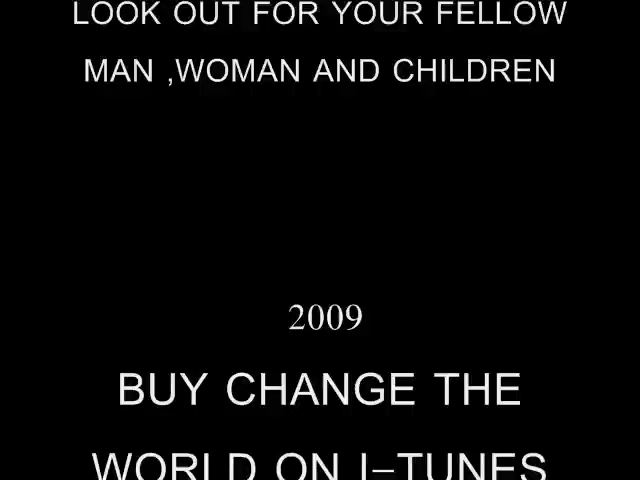 LOOK OUT FOR YOUR FELLOW
MAN ,WOMAN AND CHILDREN
2009
BUY CHANGE THE
WORLD ON I-TUNES